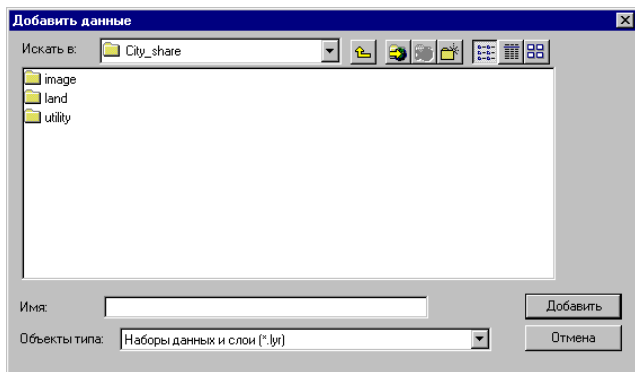 Добавить данные
Искать в: City_share
image
land
utility
Имя: Добавить
Объекты типа: Наборы данных и слои (*.lyr) Отмена